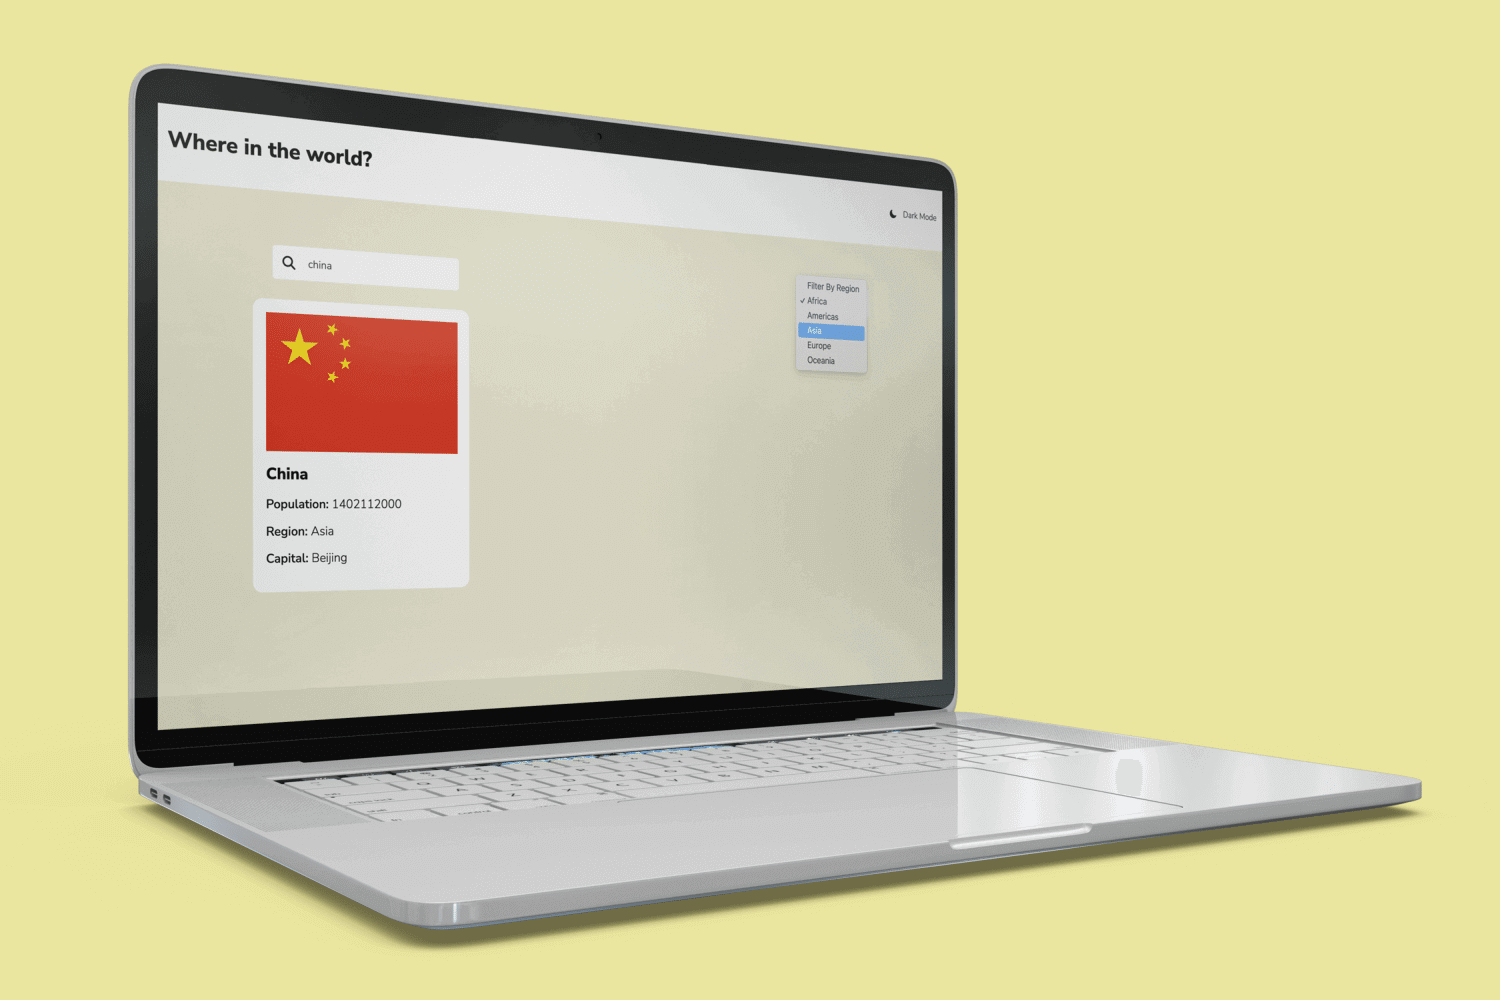 Where in the world?
Dark Mode
china
Filter By Region
✓ Africa
Americas
Asia
Europe
Oceania
China
Population: 1402112000
Region: Asia
Capital: Beijing